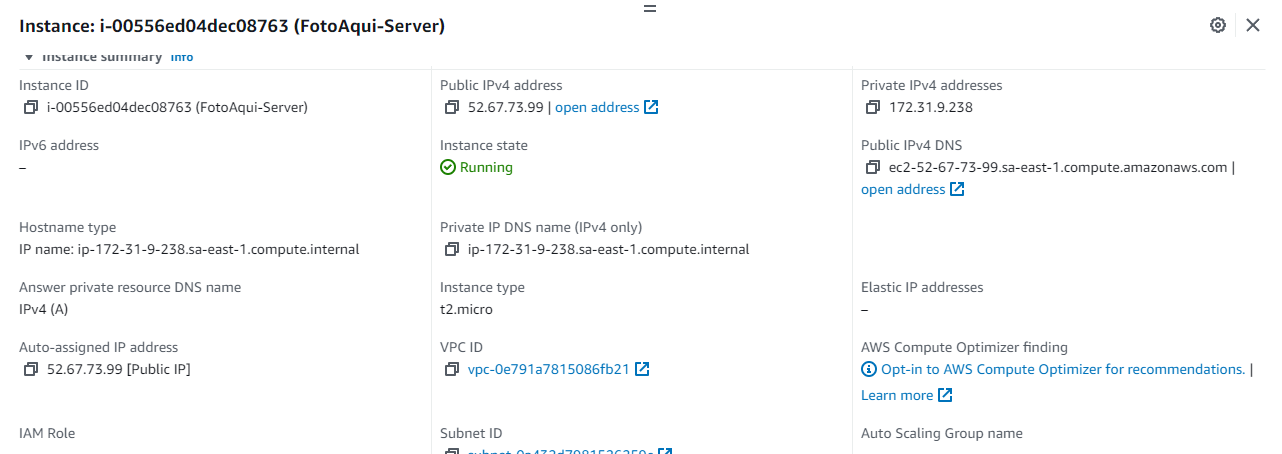 Instance: i-00556ed04dec08763 (FotoAqui-Server)
Instance summary Info
Instance ID
i-00556ed04dec08763 (FotoAqui-Server)
Public IPv4 address
52.67.73.99 | open address
Private IPv4 addresses
172.31.9.238
IPv6 address
–
Instance state
Running
Public IPv4 DNS
ec2-52-67-73-99.sa-east-1.compute.amazonaws.com |
open address
Hostname type
IP name: ip-172-31-9-238.sa-east-1.compute.internal
Private IP DNS name (IPv4 only)
ip-172-31-9-238.sa-east-1.compute.internal
Answer private resource DNS name
IPv4 (A)
Instance type
t2.micro
Elastic IP addresses
–
Auto-assigned IP address
52.67.73.99 [Public IP]
VPC ID
vpc-0e791a7815086fb21
AWS Compute Optimizer finding
Opt-in to AWS Compute Optimizer for recommendations. |
Learn more
IAM Role
Subnet ID
Auto Scaling Group name